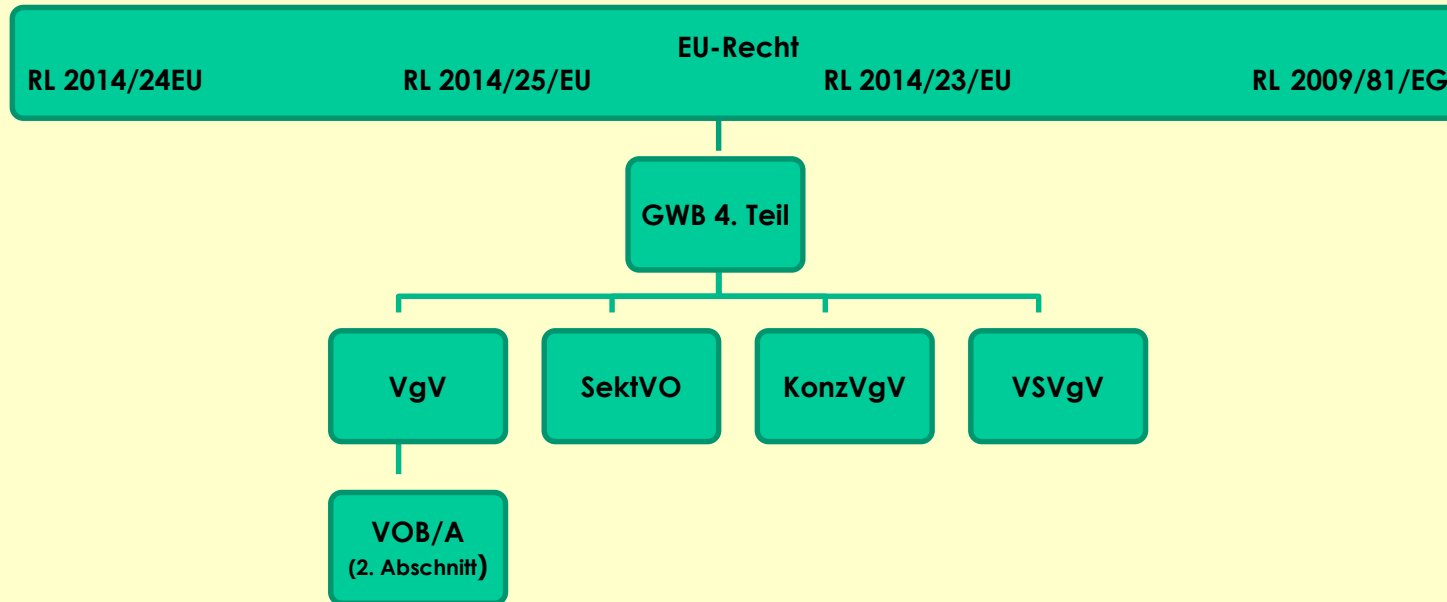 EU-Recht
RL 2014/24EU RL 2014/25/EU RL 2014/23/EU RL 2009/81/EG
GWB 4. Teil
VgV SektVO KonzVgV VSVgV
VOB/A
(2. Abschnitt)